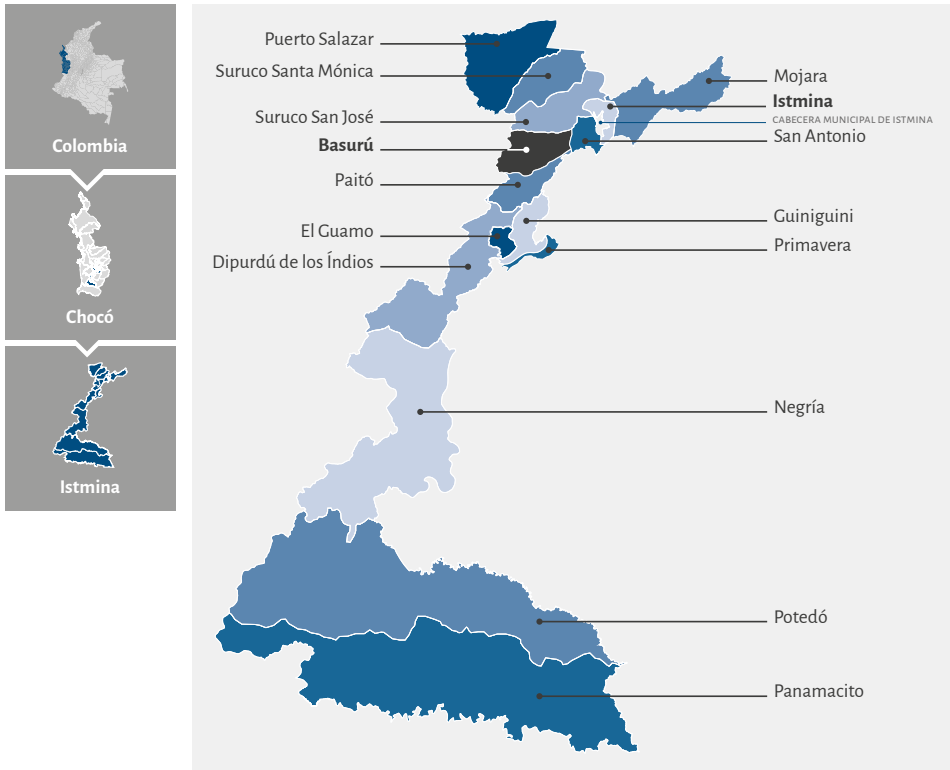 Colombia
Chocó
Istmina
Puerto Salazar
Suruco Santa Mónica
Suruco San José
Basurú
Paitó
El Guamo
Dipurdú de los Índios
Mojara
Istmina
CABECERA MUNICIPAL DE ISTMINA
San Antonio
Guiniguini
Primavera
Negría
Potedó
Panamacito